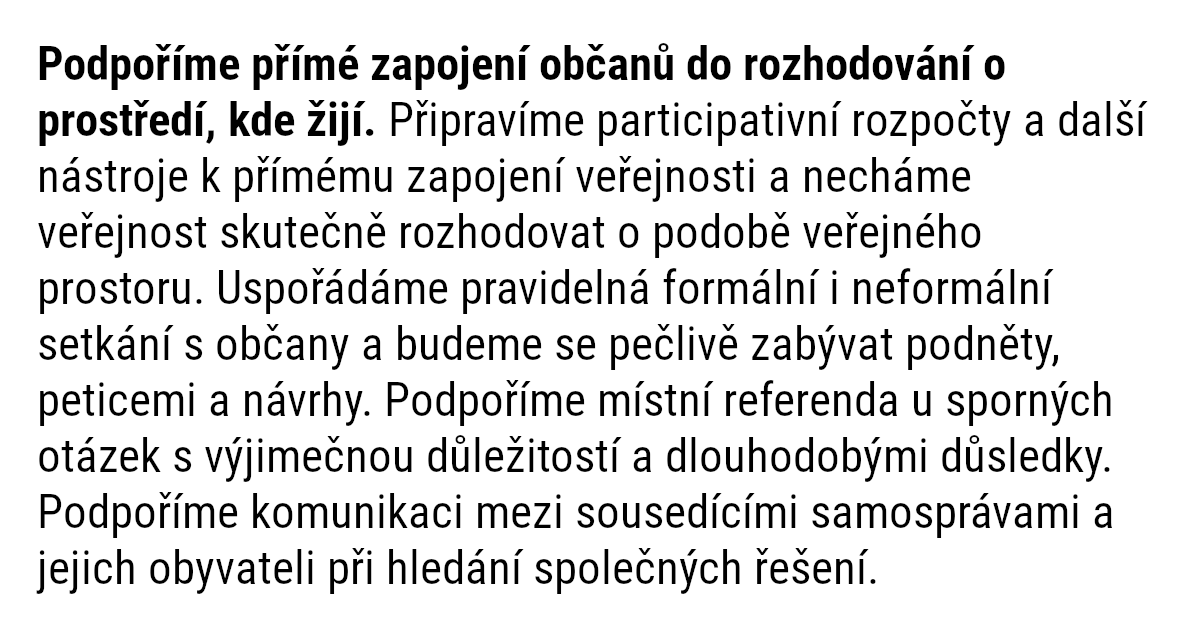 Podpoříme přímé zapojení občanů do rozhodování o
prostředí, kde žijí. Připravíme participativní rozpočty a další
nástroje k přímému zapojení veřejnosti a necháme
veřejnost skutečně rozhodovat o podobě veřejného
prostoru. Uspořádáme pravidelná formální i neformální
setkání s občany a budeme se pečlivě zabývat podněty,
peticemi a návrhy. Podpoříme místní referenda u sporných
otázek s výjimečnou důležitostí a dlouhodobými důsledky.
Podpoříme komunikaci mezi sousedícími samosprávami a
jejich obyvateli při hledání společných řešení.